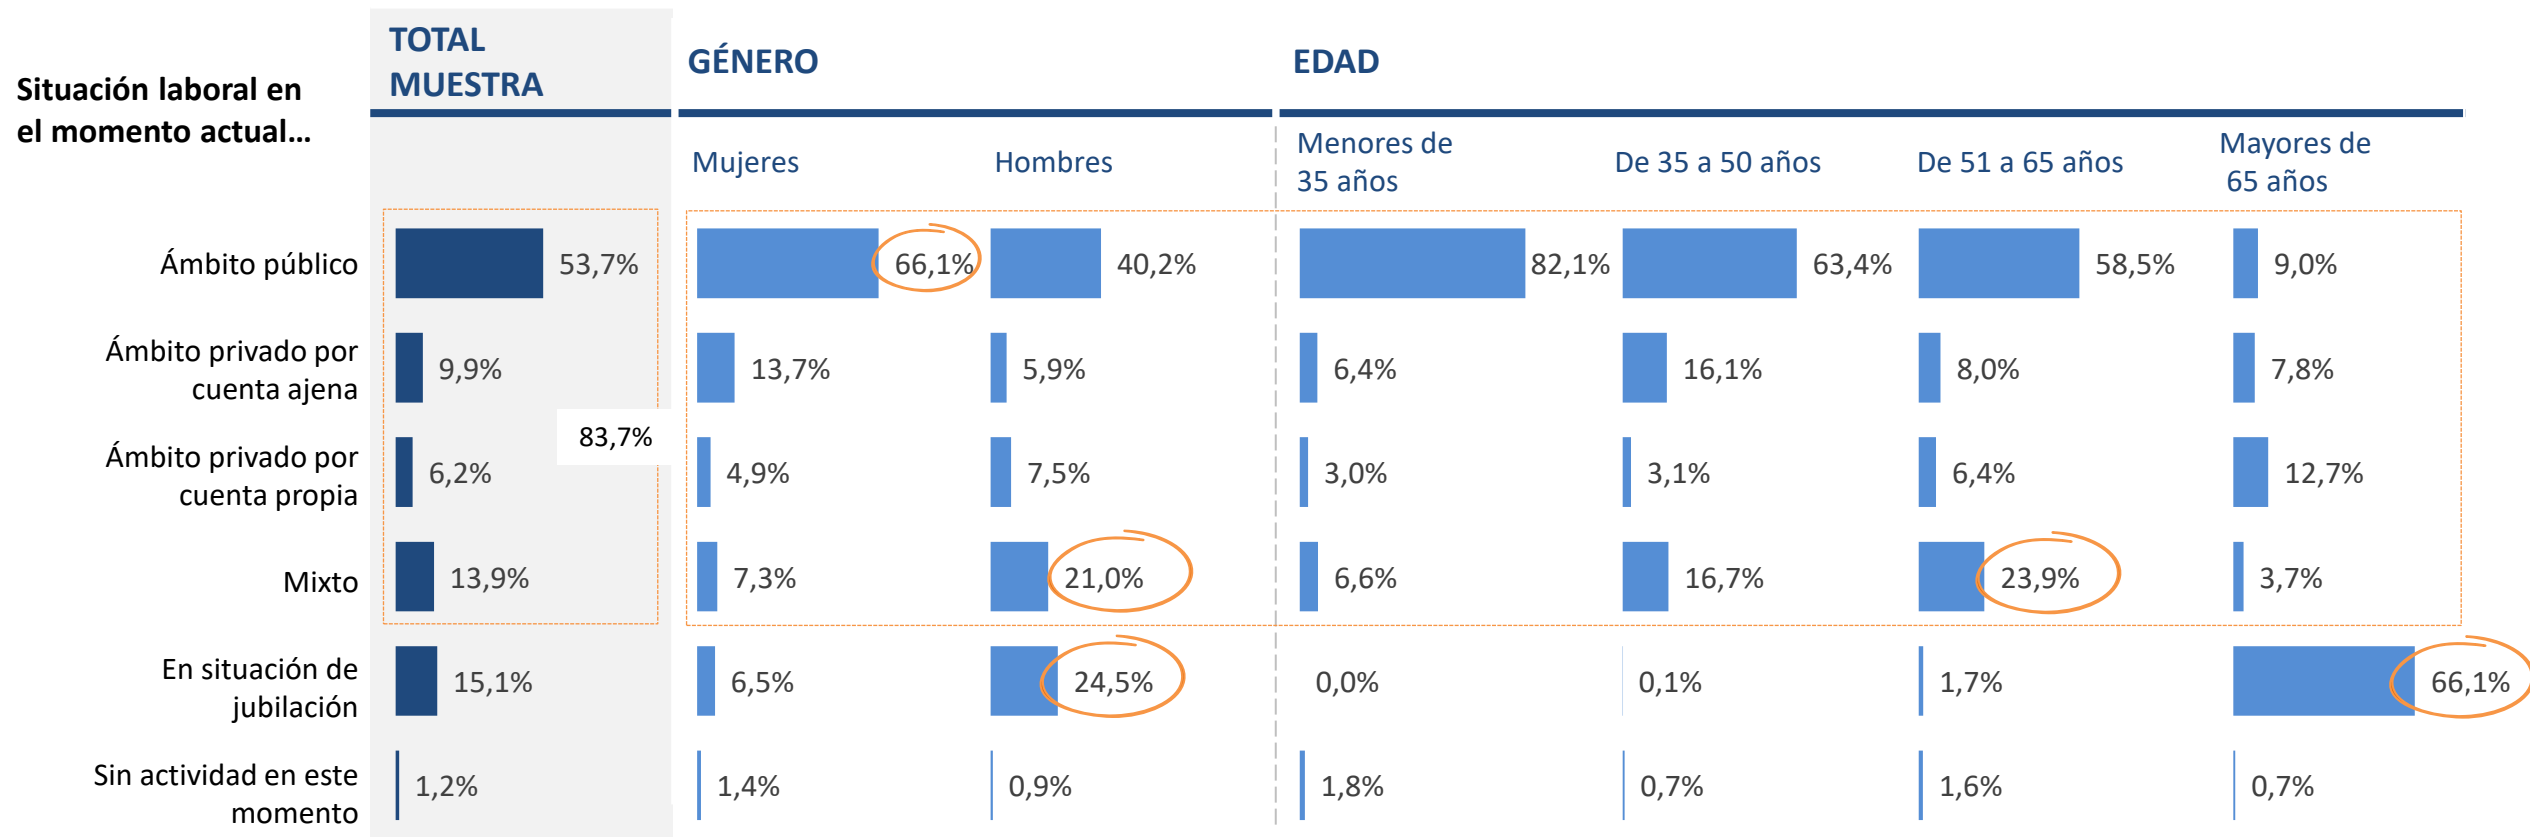 Situación laboral en
el momento actual...
TOTAL
MUESTRA
GÉNERO
EDAD
Mujeres
Hombres
Menores de
35 años
De 35 a 50 años
De 51 a 65 años
Mayores de
65 años
Ámbito público
53,7%
66,1%
40,2%
82,1%
63,4%
58,5%
9,0%
Ámbito privado por
cuenta ajena
9,9%
13,7%
5,9%
6,4%
16,1%
8,0%
7,8%
83,7%
Ámbito privado por
cuenta propia
6,2%
4,9%
7,5%
3,0%
3,1%
6,4%
12,7%
Mixto
13,9%
7,3%
21,0%
6,6%
16,7%
23,9%
3,7%
En situación de
jubilación
15,1%
6,5%
24,5%
0,0%
0,1%
1,7%
66,1%
Sin actividad en este
momento
1,2%
1,4%
0,9%
1,8%
0,7%
1,6%
0,7%